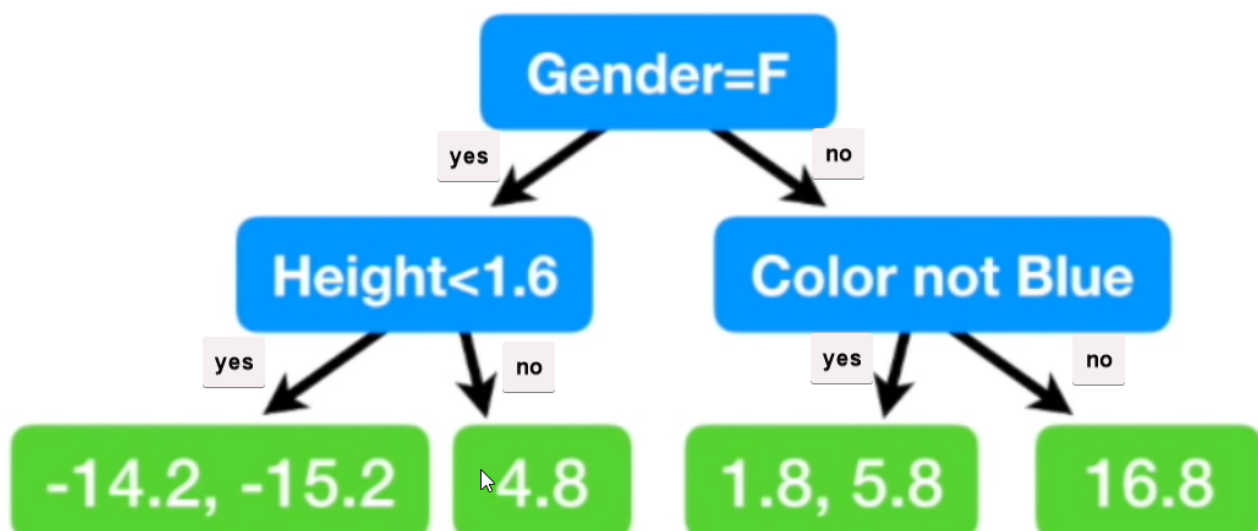 Gender=F
yes
no
Height<1.6
Color not Blue
yes
no
yes
no
-14.2, -15.2
4.8
1.8, 5.8
16.8